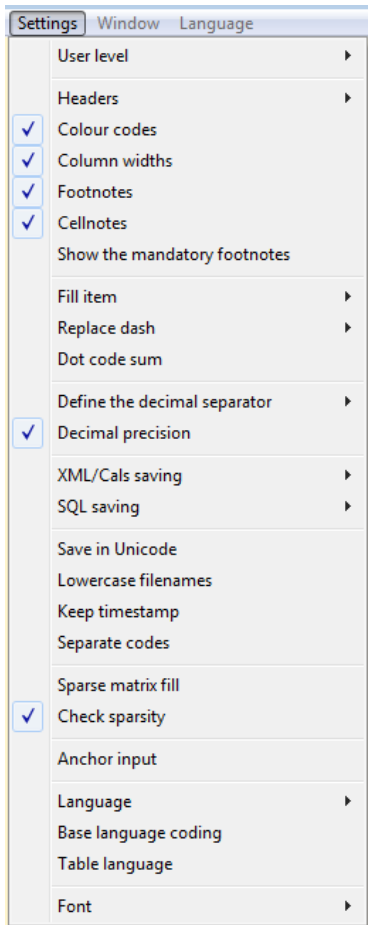 Settings Window Language
User level
Headers
Colour codes
Column widths
Footnotes
Cellnotes
Show the mandatory footnotes
Fill item
Replace dash
Dot code sum
Define the decimal separator
Decimal precision
XML/Cals saving
SQL saving
Save in Unicode
Lowercase filenames
Keep timestamp
Separate codes
Sparse matrix fill
Check sparsity
Anchor input
Language
Base language coding
Table language
Font